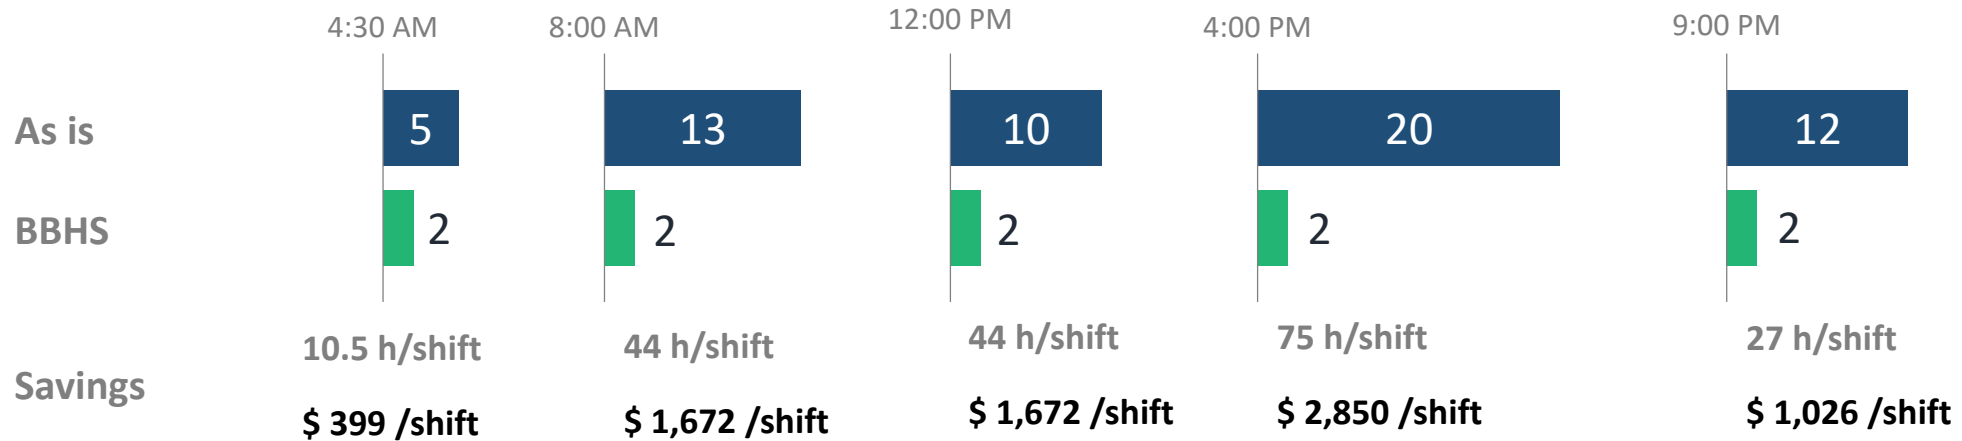 4:30 AM 8:00 AM 12:00 PM 4:00 PM 9:00 PM
As is 5 13 10 20 12
BBHS 2 2 2 2 2
10.5 h/shift 44 h/shift 44 h/shift 75 h/shift 27 h/shift
Savings
$ 399 /shift $ 1,672 /shift $ 1,672 /shift $ 2,850 /shift $ 1,026 /shift